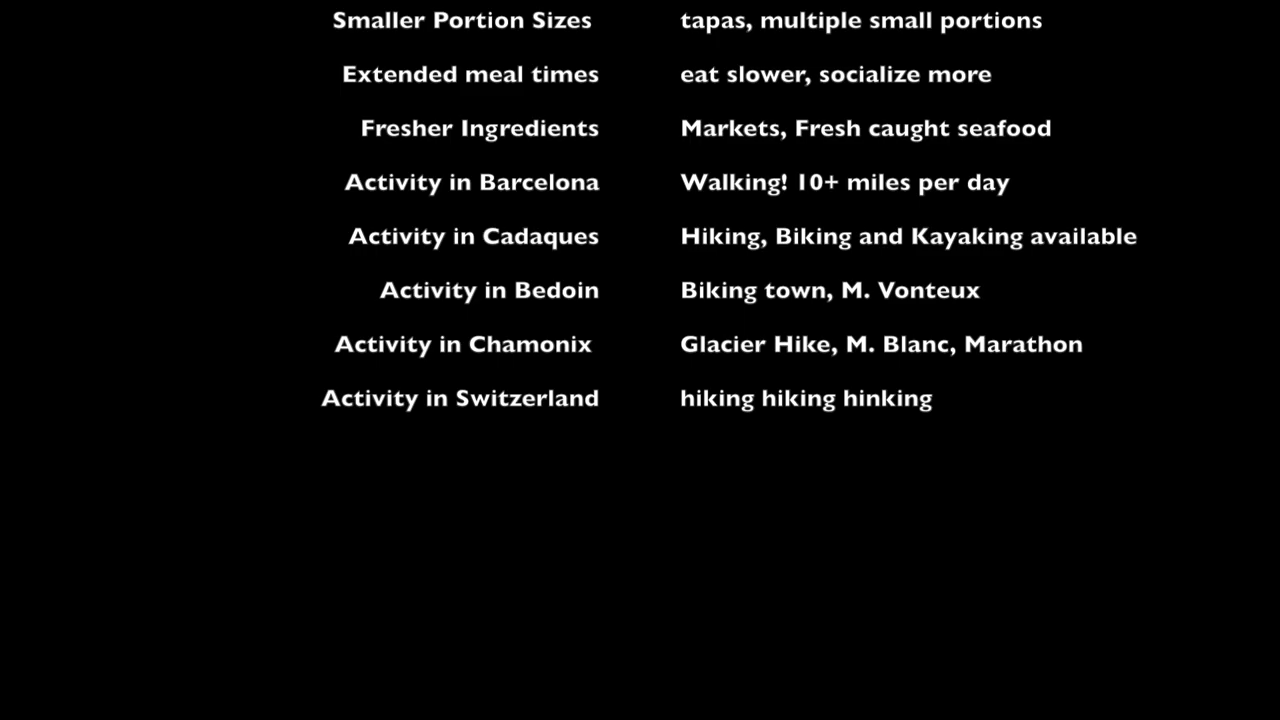 Smaller Portion Sizes tapas, multiple small portions
Extended meal times eat slower, socialize more
Fresher Ingredients Markets, Fresh caught seafood
Activity in Barcelona Walking! 10+ miles per day
Activity in Cadaques Hiking, Biking and Kayaking available
Activity in Bedoin Biking town, M. Vonteux
Activity in Chamonix Glacier Hike, M. Blanc, Marathon
Activity in Switzerland hiking hiking hinking